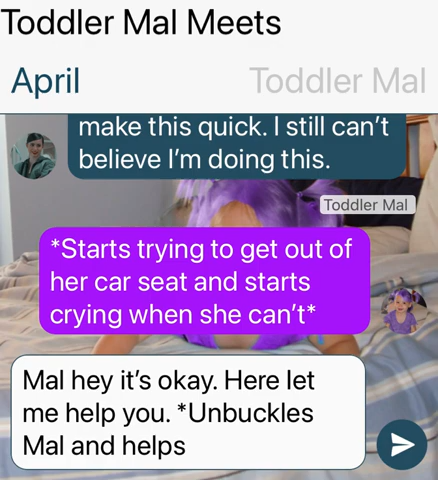 Toddler Mal Meets
April Toddler Mal
make this quick. I still can't
believe I'm doing this.
Toddler Mal
*Starts trying to get out of
her car seat and starts
crying when she can't*
Mal hey it's okay. Here let
me help you. *Unbuckles
Mal and helps